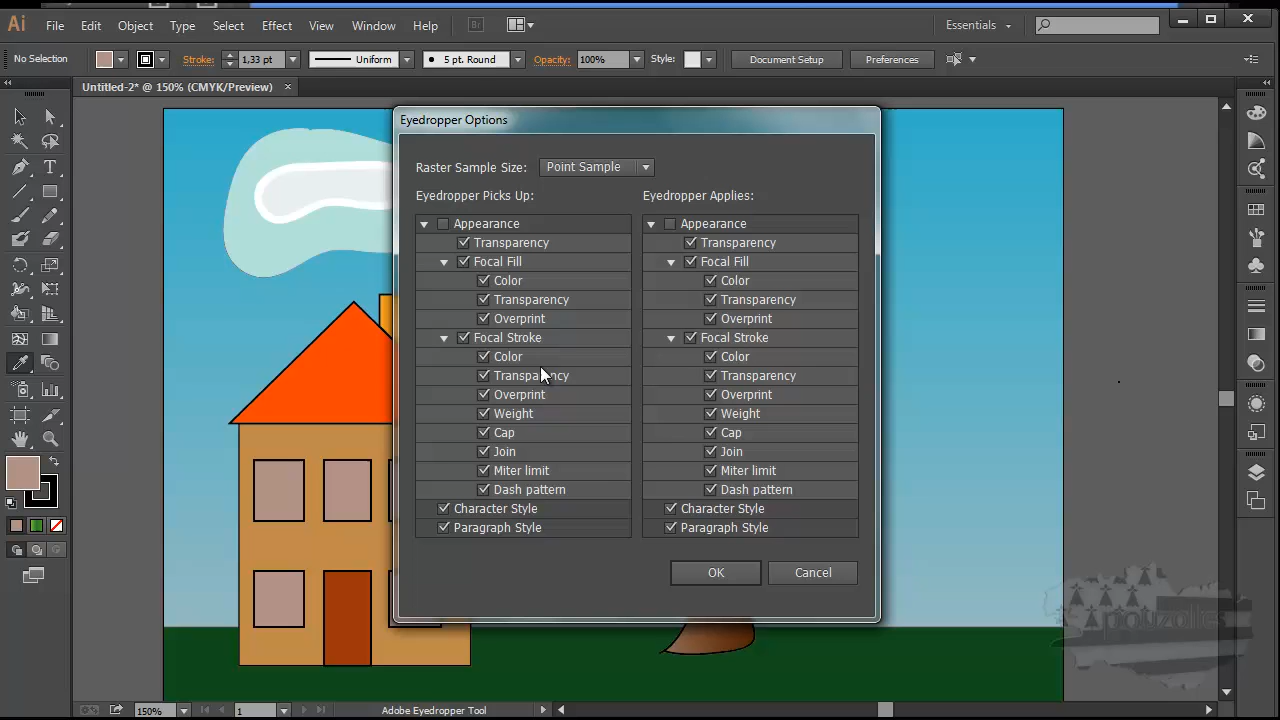 Ai File Edit Object Type Select Effect View Window Help Br Essentials
No Selection Stroke: 1,33 pt Uniform 5 pt. Round Opacity: 100% Style: Document Setup Preferences
Untitled-2* @ 150% (CMYK/Preview)
Eyedropper Options
Raster Sample Size: Point Sample
Eyedropper Picks Up:
Appearance
Transparency
Focal Fill
Color
Transparency
Overprint
Focal Stroke
Color
Transparency
Overprint
Weight
Cap
Join
Miter limit
Dash pattern
Character Style
Paragraph Style
Eyedropper Applies:
Appearance
Transparency
Focal Fill
Color
Transparency
Overprint
Focal Stroke
Color
Transparency
Overprint
Weight
Cap
Join
Miter limit
Dash pattern
Character Style
Paragraph Style
OK Cancel
apouzolles
150% 1 Adobe Eyedropper Tool